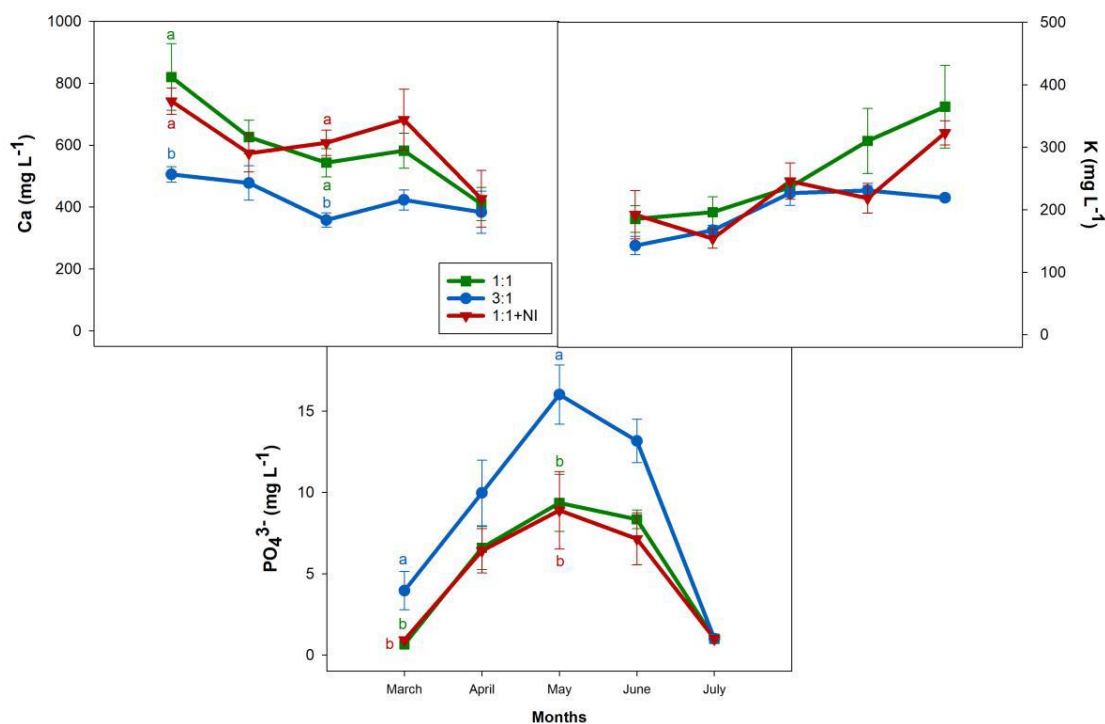 1000
800
600
400
200
0
Ca (mg L⁻¹)
a
a
b
a
a
b
1:1
3:1
1:1+NI
500
400
300
200
100
0
K (mg L⁻¹)
15
10
5
0
PO₄³⁻ (mg L⁻¹)
a
b
b
a
b
b
March April May June July
Months